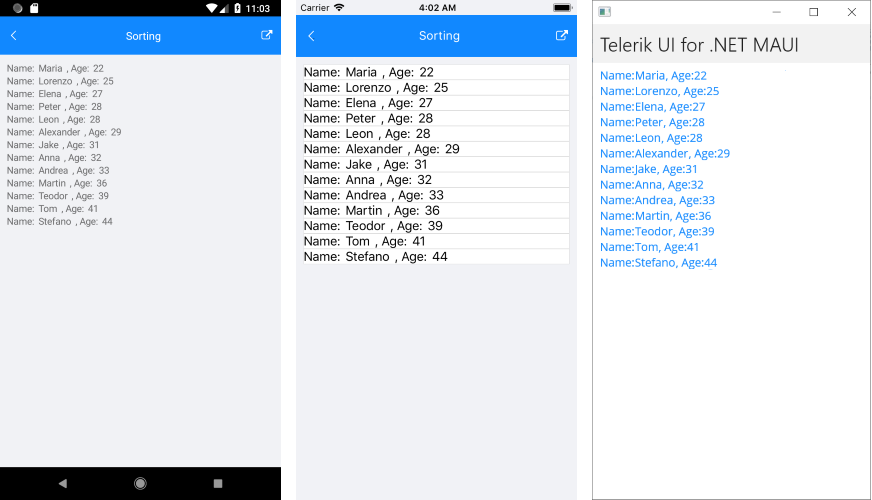 11:03
Sorting
Name: Maria , Age: 22
Name: Lorenzo , Age: 25
Name: Elena , Age: 27
Name: Peter , Age: 28
Name: Leon , Age: 28
Name: Alexander , Age: 29
Name: Jake , Age: 31
Name: Anna , Age: 32
Name: Andrea , Age: 33
Name: Martin , Age: 36
Name: Teodor , Age: 39
Name: Tom , Age: 41
Name: Stefano , Age: 44
Carrier 4:02 AM
Sorting
Name: Maria , Age: 22
Name: Lorenzo , Age: 25
Name: Elena , Age: 27
Name: Peter , Age: 28
Name: Leon , Age: 28
Name: Alexander , Age: 29
Name: Jake , Age: 31
Name: Anna , Age: 32
Name: Andrea , Age: 33
Name: Martin , Age: 36
Name: Teodor , Age: 39
Name: Tom , Age: 41
Name: Stefano , Age: 44
Telerik UI for .NET MAUI
Name:Maria, Age:22
Name:Lorenzo, Age:25
Name:Elena, Age:27
Name:Peter, Age:28
Name:Leon, Age:28
Name:Alexander, Age:29
Name:Jake, Age:31
Name:Anna, Age:32
Name:Andrea, Age:33
Name:Martin, Age:36
Name:Teodor, Age:39
Name:Tom, Age:41
Name:Stefano, Age:44